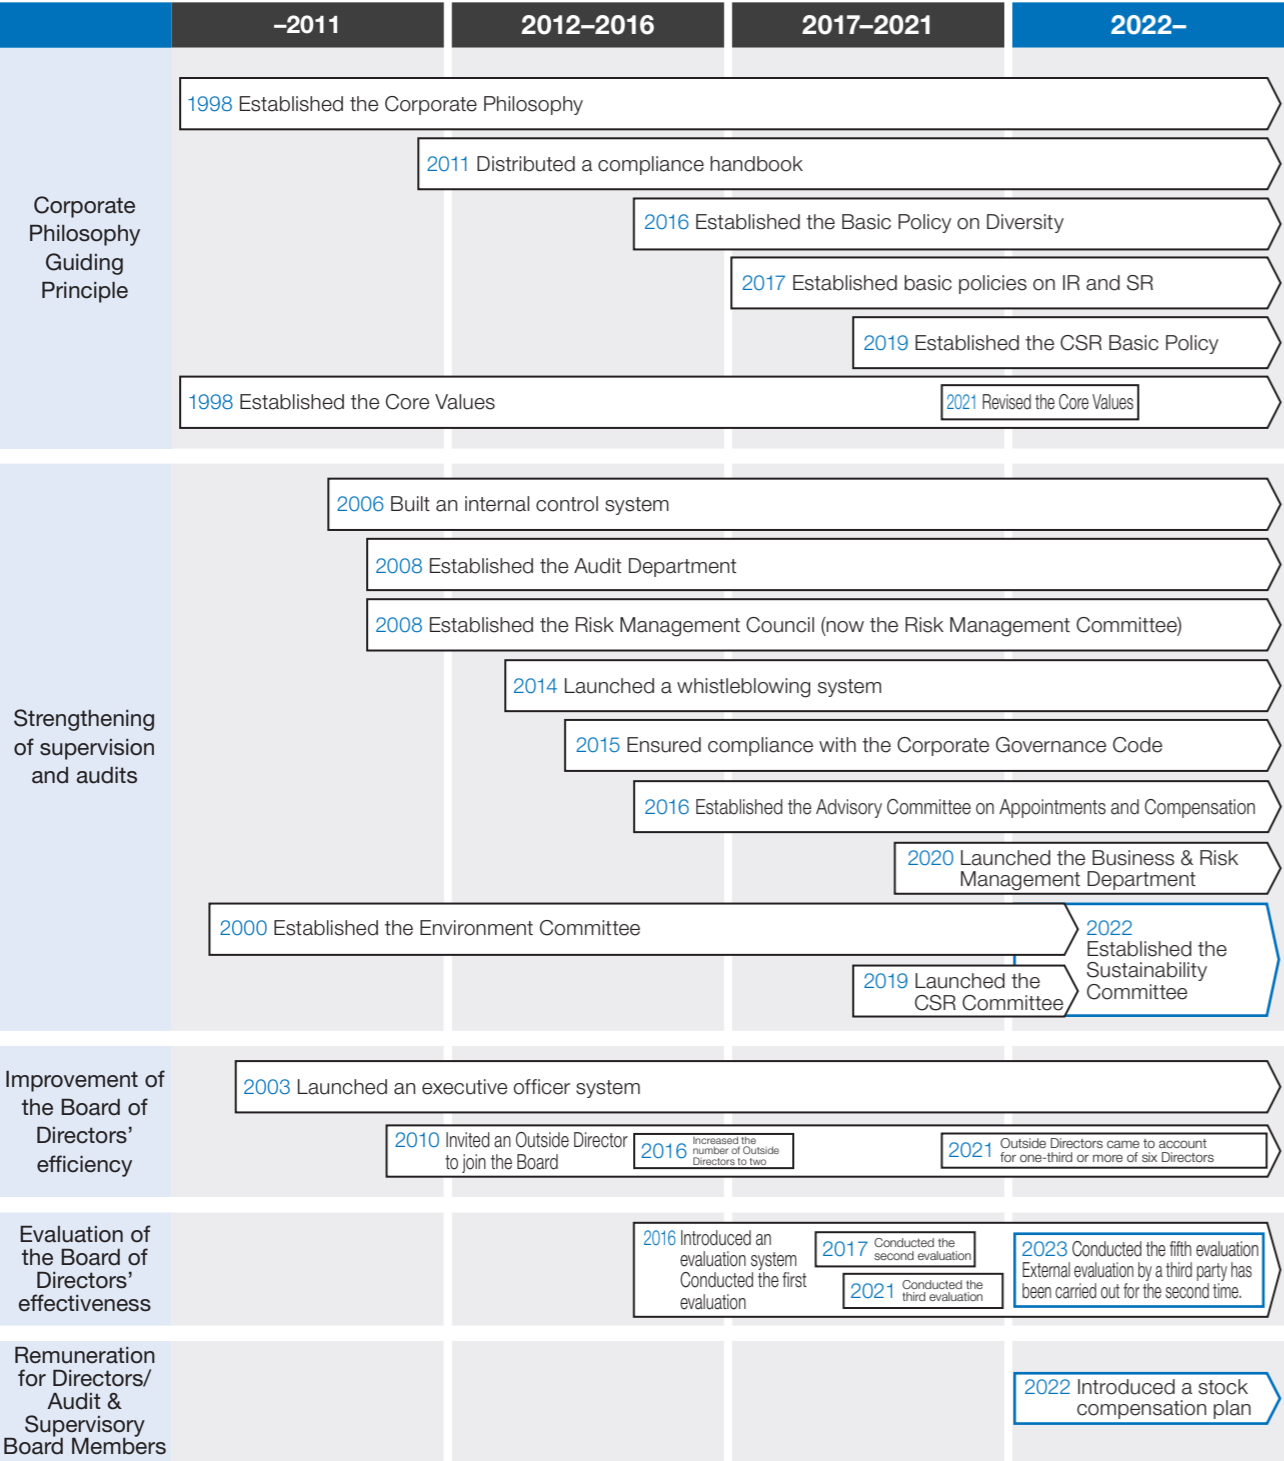 –2011
2012–2016
2017–2021
2022–
Corporate
Philosophy
Guiding
Principle
1998 Established the Corporate Philosophy
2011 Distributed a compliance handbook
2016 Established the Basic Policy on Diversity
2017 Established basic policies on IR and SR
2019 Established the CSR Basic Policy
1998 Established the Core Values
2021 Revised the Core Values
Strengthening
of supervision
and audits
2006 Built an internal control system
2008 Established the Audit Department
2008 Established the Risk Management Council (now the Risk Management Committee)
2014 Launched a whistleblowing system
2015 Ensured compliance with the Corporate Governance Code
2016 Established the Advisory Committee on Appointments and Compensation
2020 Launched the Business & Risk
Management Department
2000 Established the Environment Committee
2019 Launched the
CSR Committee
2022
Established the
Sustainability
Committee
Improvement of
the Board of
Directors'
efficiency
2003 Launched an executive officer system
2010 Invited an Outside Director
to join the Board
2016 Increased the
number of Outside
Directors to two
2021 Outside Directors came to account
for one-third or more of six Directors
Evaluation of
the Board of
Directors'
effectiveness
2016 Introduced an
evaluation system
Conducted the first
evaluation
2017 Conducted the
second evaluation
2021 Conducted the
third evaluation
2023 Conducted the fifth evaluation
External evaluation by a third party has
been carried out for the second time.
Remuneration
for Directors/
Audit &
Supervisory
Board Members
2022 Introduced a stock
compensation plan